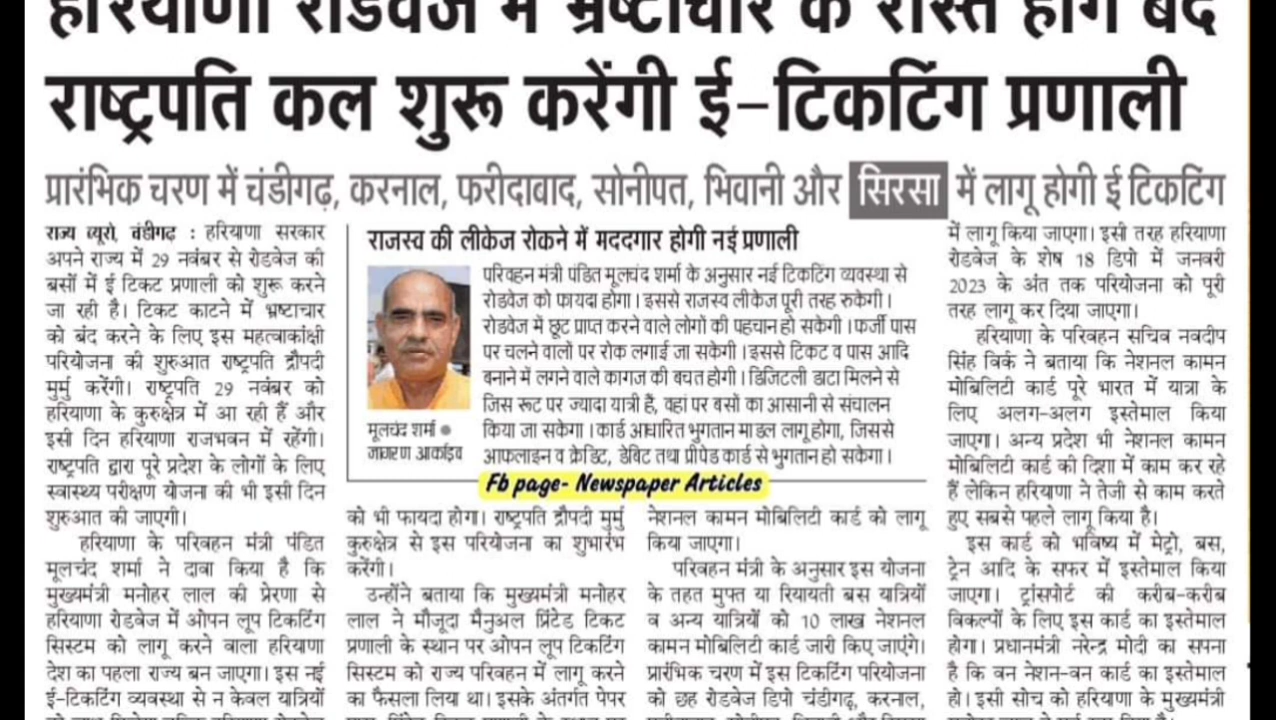 हरियाणा रोडवेज में भ्रष्टाचार के रास्ते होंगे बंद
राष्ट्रपति कल शुरू करेंगी ई-टिकटिंग प्रणाली
प्रारंभिक चरण में चंडीगढ़, करनाल, फरीदाबाद, सोनीपत, भिवानी और सिरसा में लागू होगी ई टिकटिंग
राज्य ब्यूरो, चंडीगढ़ : हरियाणा सरकार
अपने राज्य में 29 नवंबर से रोडवेज की
बसों में ई टिकट प्रणाली को शुरू करने
जा रही है। टिकट काटने में भ्रष्टाचार
को बंद करने के लिए इस महत्वाकांक्षी
परियोजना की शुरुआत राष्ट्रपति द्रौपदी
मुर्मु करेंगी। राष्ट्रपति 29 नवंबर को
हरियाणा के कुरुक्षेत्र में आ रही हैं और
इसी दिन हरियाणा राजभवन में रहेंगी।
राष्ट्रपति द्वारा पूरे प्रदेश के लोगों के लिए
स्वास्थ्य परीक्षण योजना की भी इसी दिन
शुरुआत की जाएगी।
हरियाणा के परिवहन मंत्री पंडित
मूलचंद शर्मा ने दावा किया है कि
मुख्यमंत्री मनोहर लाल की प्रेरणा से
हरियाणा रोडवेज में ओपन लूप टिकटिंग
सिस्टम को लागू करने वाला हरियाणा
देश का पहला राज्य बन जाएगा। इस नई
ई-टिकटिंग व्यवस्था से न केवल यात्रियों
राजस्व की लीकेज रोकने में मददगार होगी नई प्रणाली
परिवहन मंत्री पंडित मूलचंद शर्मा के अनुसार नई टिकटिंग व्यवस्था से
रोडवेज को फायदा होगा। इससे राजस्व लीकेज पूरी तरह रुकेगी।
रोडवेज में छूट प्राप्त करने वाले लोगों की पहचान हो सकेगी। फर्जी पास
पर चलने वालों पर रोक लगाई जा सकेगी। इससे टिकट व पास आदि
बनाने में लगने वाले कागज की बचत होगी। डिजिटली डाटा मिलने से
जिस रूट पर ज्यादा यात्री हैं, वहां पर बसों का आसानी से संचालन
किया जा सकेगा। कार्ड आधारित भुगतान माडल लागू होगा, जिससे
आफलाइन व क्रेडिट, डेबिट तथा प्रीपेड कार्ड से भुगतान हो सकेगा।
मूलचंद शर्मा ●
जागरण आर्काइव
Fb page- Newspaper Articles
को भी फायदा होगा। राष्ट्रपति द्रौपदी मुर्मु
कुरुक्षेत्र से इस परियोजना का शुभारंभ
करेंगी।
उन्होंने बताया कि मुख्यमंत्री मनोहर
लाल ने मौजूदा मैनुअल प्रिंटेड टिकट
प्रणाली के स्थान पर ओपन लूप टिकटिंग
सिस्टम को राज्य परिवहन में लागू करने
का फैसला लिया था। इसके अंतर्गत पेपर
नेशनल कामन मोबिलिटी कार्ड को लागू
किया जाएगा।
परिवहन मंत्री के अनुसार इस योजना
के तहत मुफ्त या रियायती बस यात्रियों
व अन्य यात्रियों को 10 लाख नेशनल
कामन मोबिलिटी कार्ड जारी किए जाएंगे।
प्रारंभिक चरण में इस टिकटिंग परियोजना
को छह रोडवेज डिपो चंडीगढ़, करनाल,
में लागू किया जाएगा। इसी तरह हरियाणा
रोडवेज के शेष 18 डिपो में जनवरी
2023 के अंत तक परियोजना को पूरी
तरह लागू कर दिया जाएगा।
हरियाणा के परिवहन सचिव नवदीप
सिंह विर्क ने बताया कि नेशनल कामन
मोबिलिटी कार्ड पूरे भारत में यात्रा के
लिए अलग-अलग इस्तेमाल किया
जाएगा। अन्य प्रदेश भी नेशनल कामन
मोबिलिटी कार्ड की दिशा में काम कर रहे
हैं लेकिन हरियाणा ने तेजी से काम करते
हुए सबसे पहले लागू किया है।
इस कार्ड को भविष्य में मेट्रो, बस,
ट्रेन आदि के सफर में इस्तेमाल किया
जाएगा। ट्रांसपोर्ट की करीब-करीब
विकल्पों के लिए इस कार्ड का इस्तेमाल
होगा। प्रधानमंत्री नरेन्द्र मोदी का सपना
है कि वन नेशन-वन कार्ड का इस्तेमाल
हो। इसी सोच को हरियाणा के मुख्यमंत्री